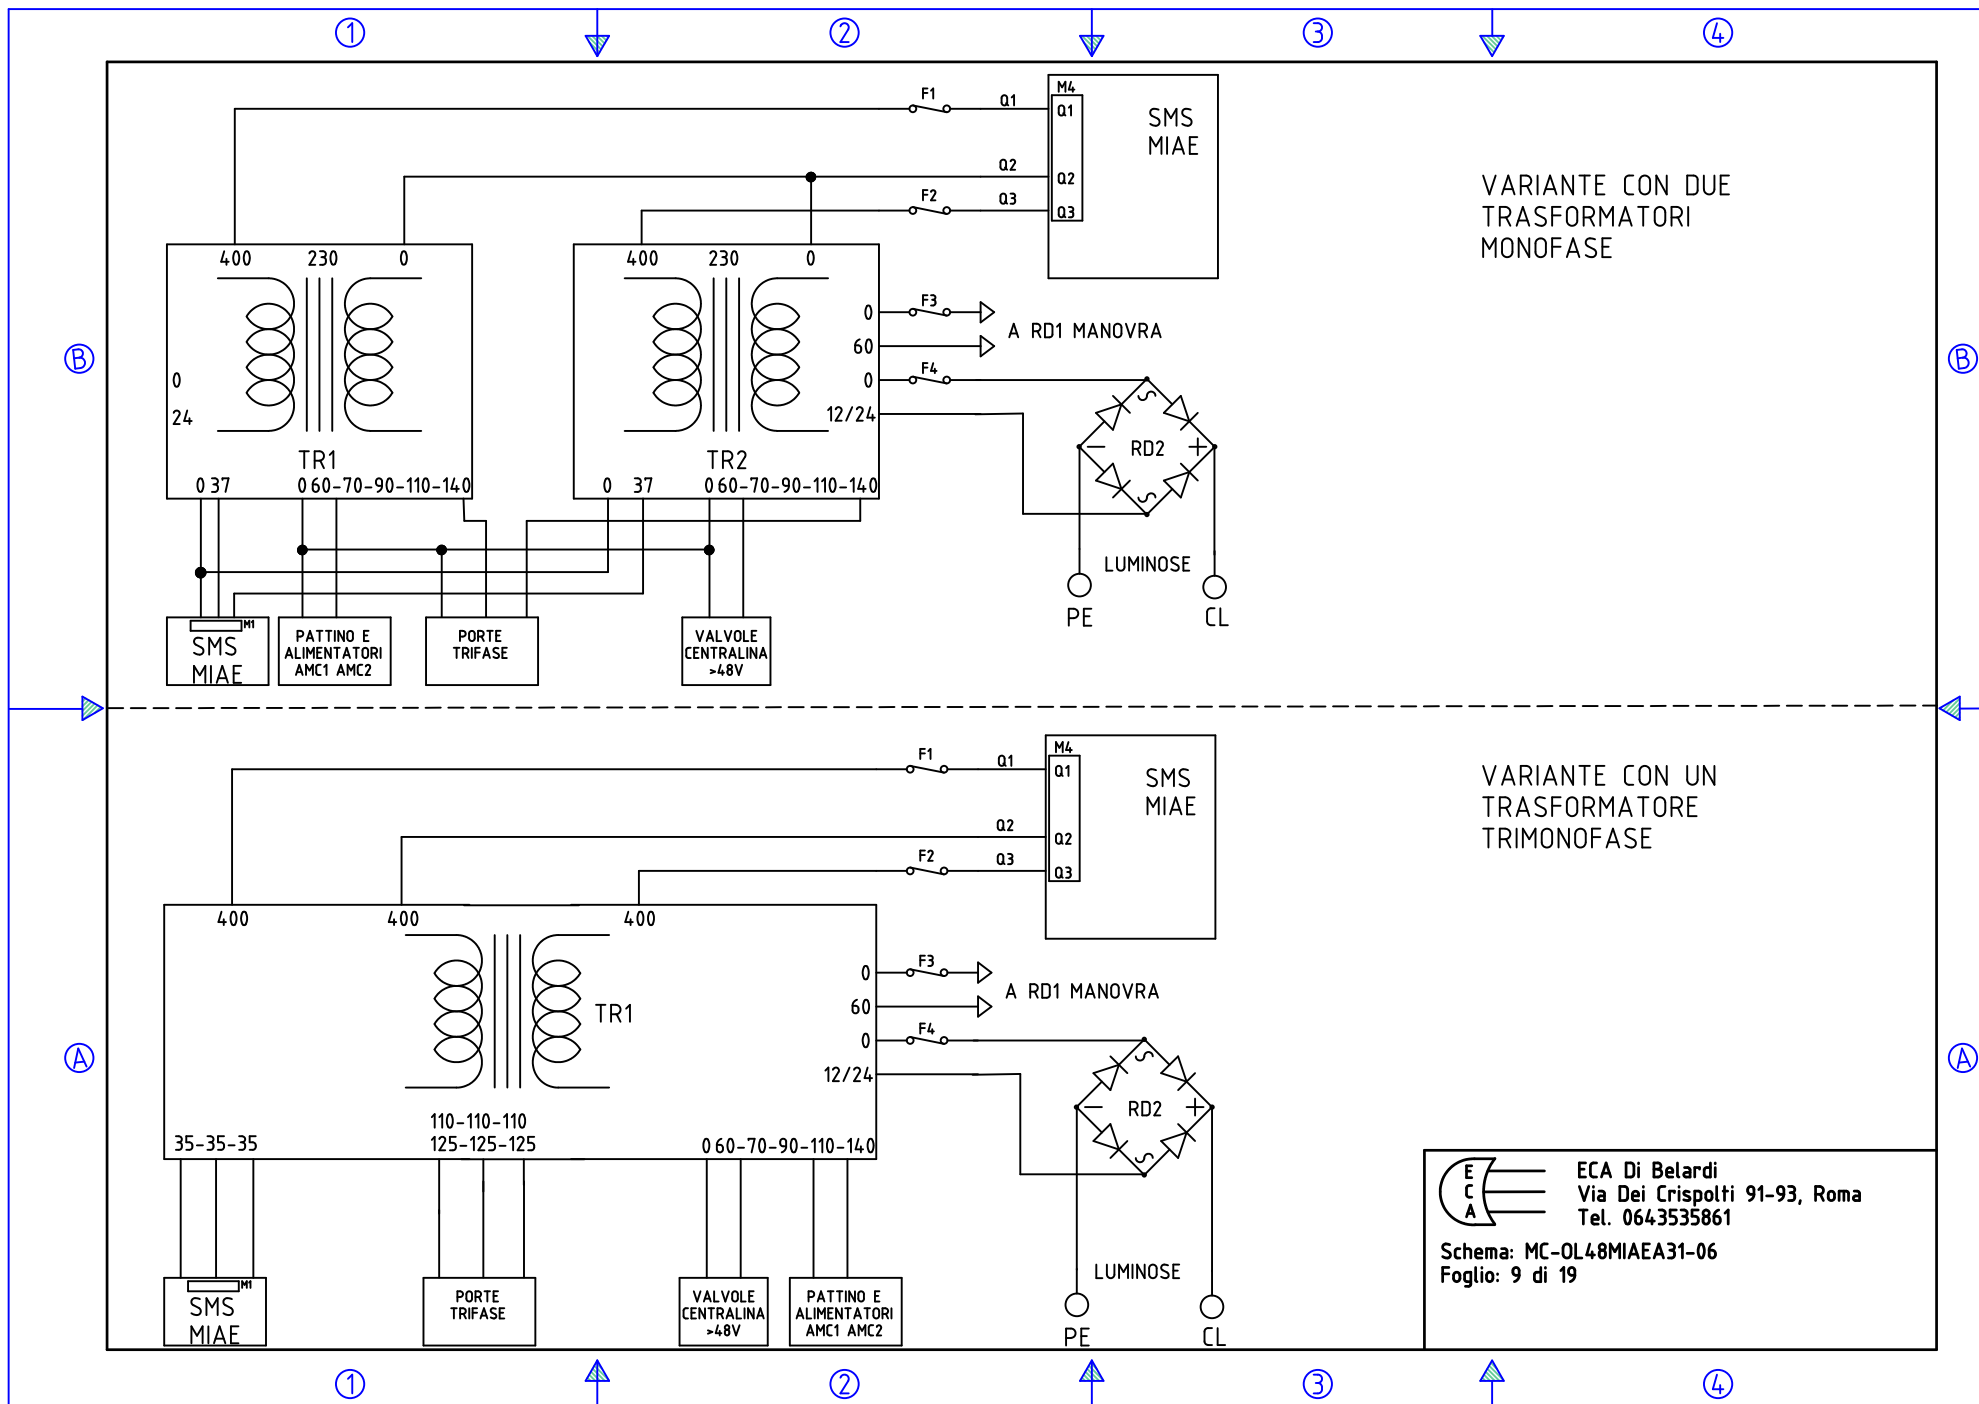 1 2 3 4
F1 Q1 M4 Q1
SMS
MIAE
Q2 Q2
F2 Q3 Q3
VARIANTE CON DUE
TRASFORMATORI
MONOFASE
400 230 0
400 230 0
0 F3
A RD1 MANOVRA
60
B
B
0
24
0 F4
12/24
S
RD2
S
TR1
TR2
0 37 0 60-70-90-110-140
0 37 0 60-70-90-110-140
LUMINOSE
PE CL
M1
SMS
MIAE
PATTINO E
ALIMENTATORI
AMC1 AMC2
PORTE
TRIFASE
VALVOLE
CENTRALINA
>48V
F1 Q1 M4 Q1
SMS
MIAE
Q2 Q2
F2 Q3 Q3
VARIANTE CON UN
TRASFORMATORE
TRIMONOFASE
400 400 400
0 F3
A RD1 MANOVRA
60
TR1
0 F4
12/24
A
A
S
RD2
S
110-110-110
35-35-35 125-125-125 0 60-70-90-110-140
LUMINOSE
PE CL
M1
SMS
MIAE
PORTE
TRIFASE
VALVOLE
CENTRALINA
>48V
PATTINO E
ALIMENTATORI
AMC1 AMC2
E
C
A
ECA Di Belardi
Via Dei Crispolti 91-93, Roma
Tel. 0643535861
Schema: MC-OL48MIAEA31-06
Foglio: 9 di 19
1 2 3 4